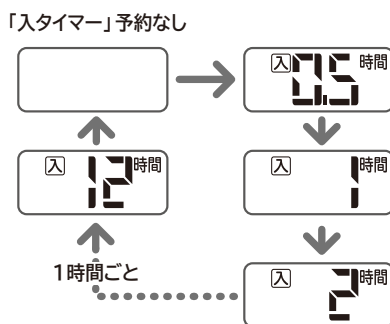 「入タイマー」予約なし
入 0.5 時間
入 12 時間
入 1 時間
1時間ごと
入 2 時間